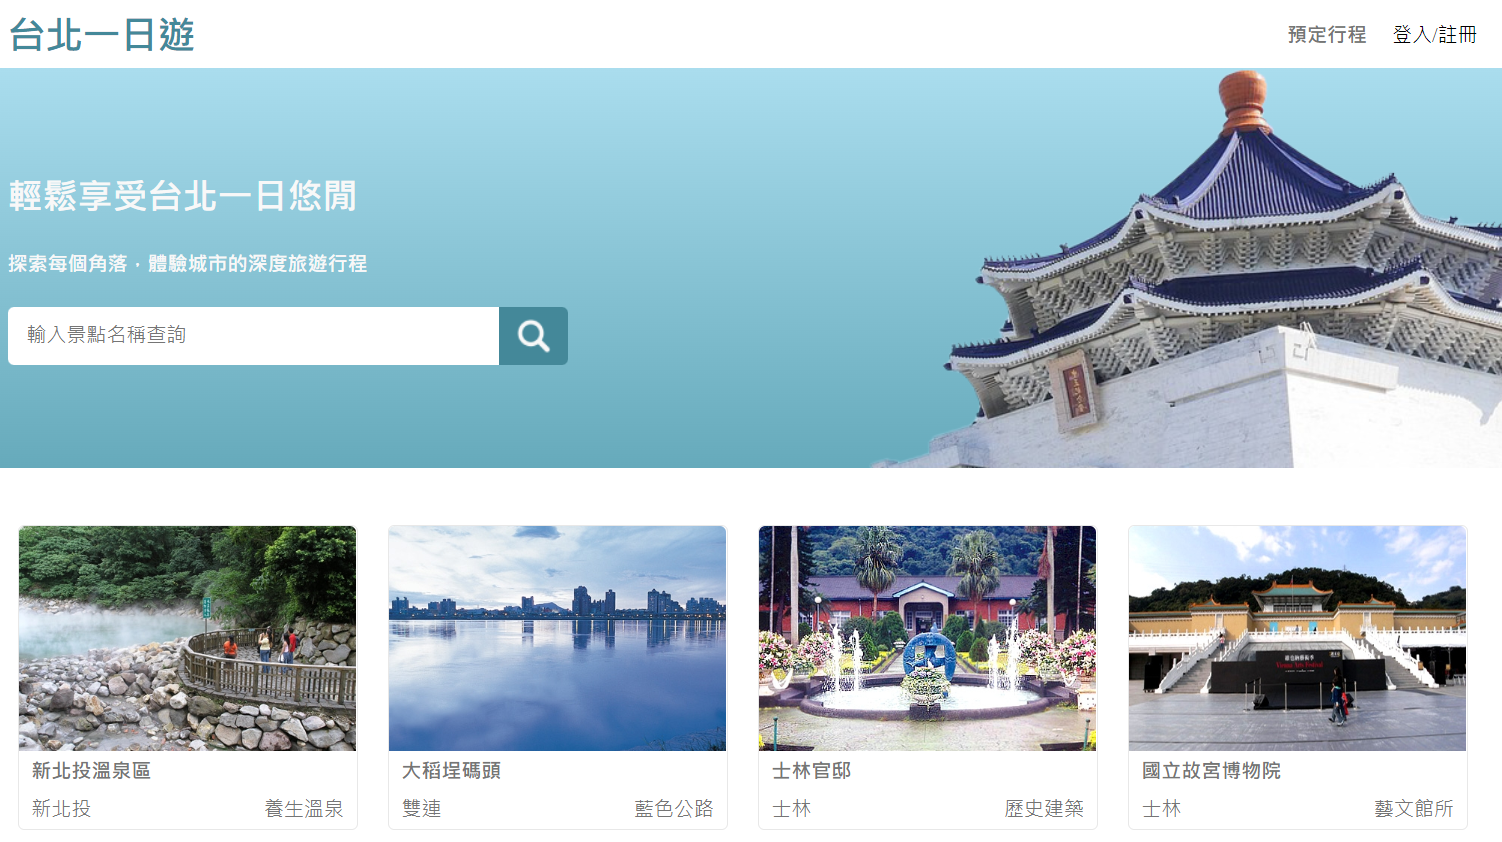 台北一日遊
預定行程 登入/註冊
輕鬆享受台北一日悠閒
探索每個角落，體驗城市的深度旅遊行程
輸入景點名稱查詢
新北投溫泉區
新北投 養生溫泉
大稻埕碼頭
雙連 藍色公路
士林官邸
士林 歷史建築
國立故宮博物院
士林 藝文館所